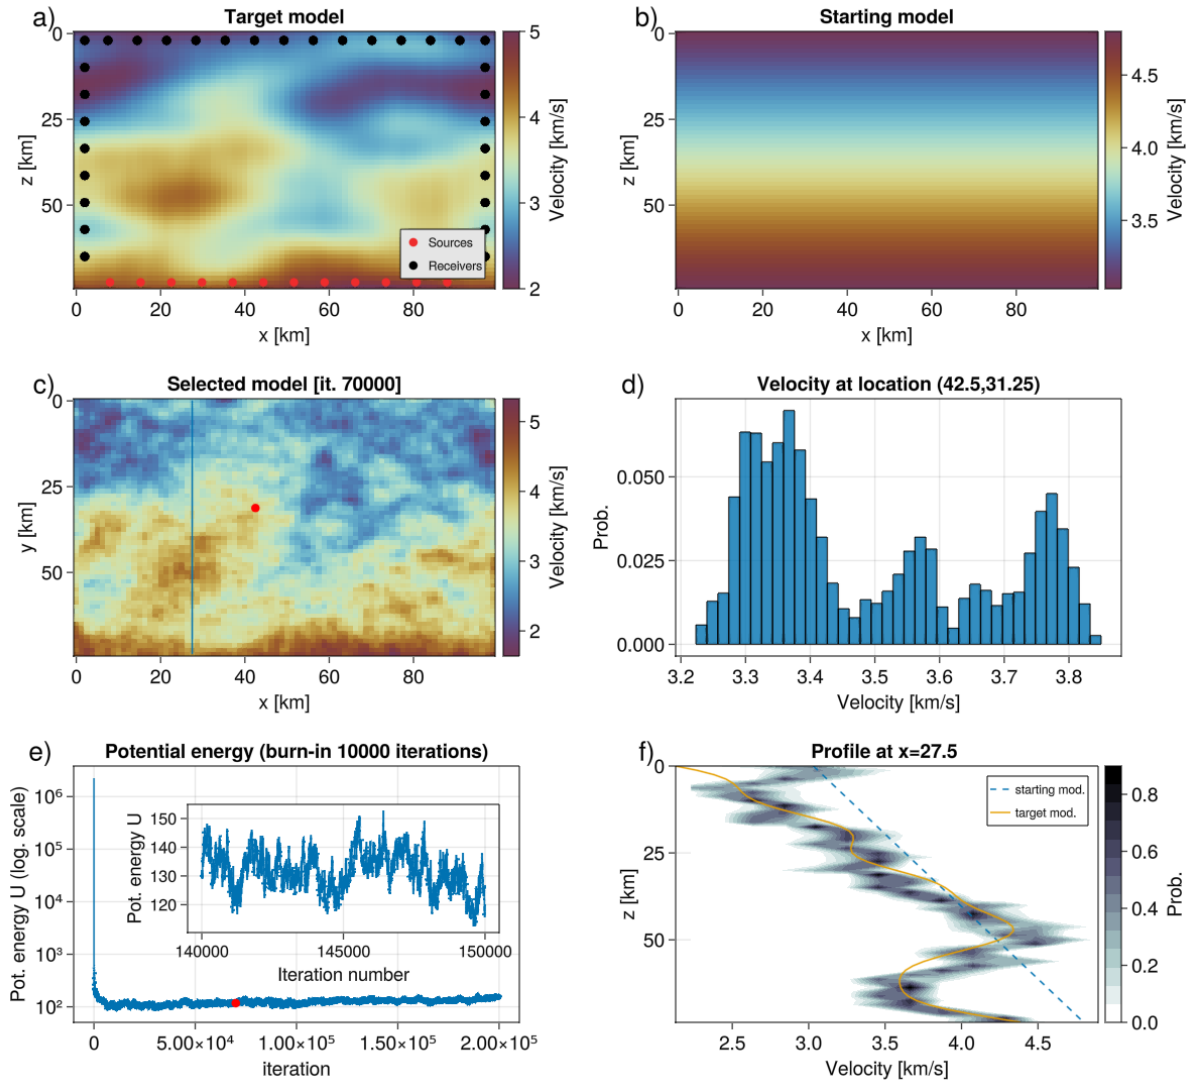 a)
Target model
0
25
50
z [km]
0
20
40
60
80
x [km]
Sources
Receivers
5
4
3
2
Velocity [km/s]
b)
Starting model
0
25
50
z [km]
0
20
40
60
80
x [km]
4.5
4.0
3.5
Velocity [km/s]
c)
Selected model [it. 70000]
0
25
50
y [km]
0
20
40
60
80
x [km]
5
4
3
2
Velocity [km/s]
d)
Velocity at location (42.5,31.25)
0.050
0.025
0.000
Prob.
3.2
3.3
3.4
3.5
3.6
3.7
3.8
Velocity [km/s]
e)
Potential energy (burn-in 10000 iterations)
10⁶
10⁵
10⁴
10³
10²
Pot. energy U (log. scale)
150
140
130
120
Pot. energy U
140000
145000
150000
Iteration number
0
5.00×10⁴
1.00×10⁵
1.50×10⁵
2.00×10⁵
iteration
f)
Profile at x=27.5
0
25
50
z [km]
starting mod.
target mod.
2.5
3.0
3.5
4.0
4.5
Velocity [km/s]
0.8
0.6
0.4
0.2
0.0
Prob.